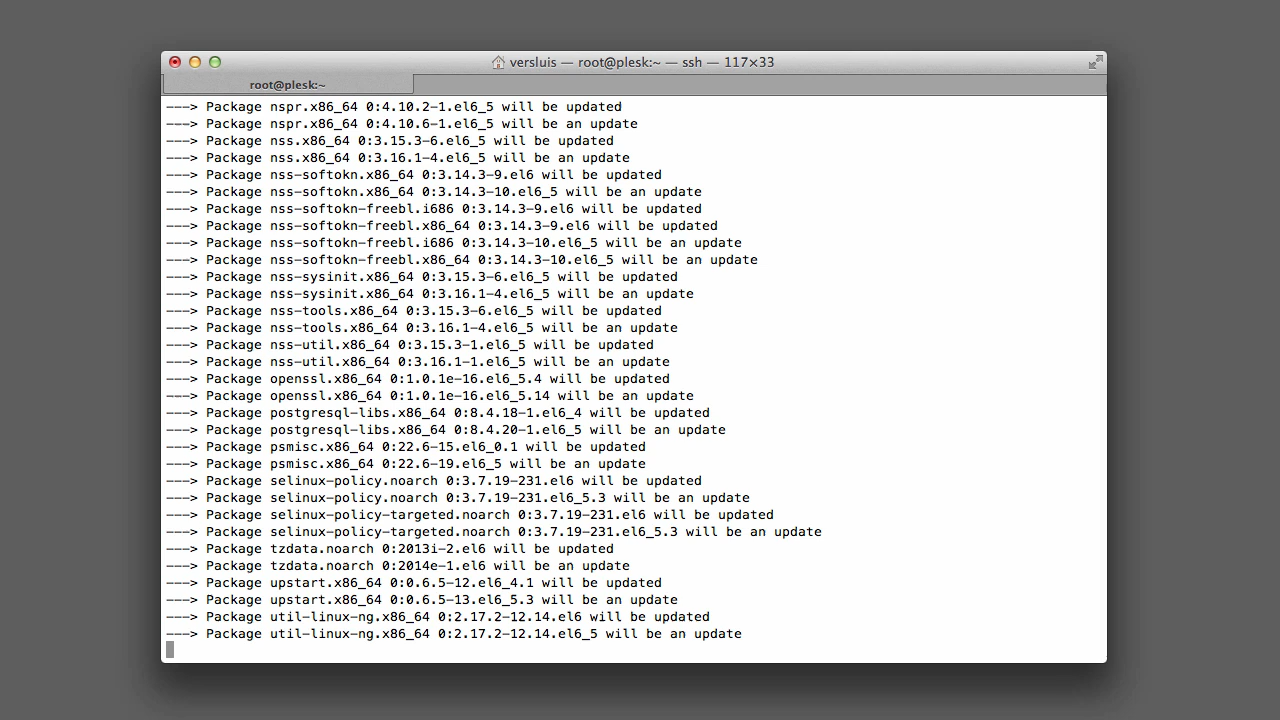 versluis — root@plesk:~ — ssh — 117×33
root@plesk:~
---> Package nspr.x86_64 0:4.10.2-1.el6_5 will be updated
---> Package nspr.x86_64 0:4.10.6-1.el6_5 will be an update
---> Package nss.x86_64 0:3.15.3-6.el6_5 will be updated
---> Package nss.x86_64 0:3.16.1-4.el6_5 will be an update
---> Package nss-softokn.x86_64 0:3.14.3-9.el6 will be updated
---> Package nss-softokn.x86_64 0:3.14.3-10.el6_5 will be an update
---> Package nss-softokn-freebl.i686 0:3.14.3-9.el6 will be updated
---> Package nss-softokn-freebl.x86_64 0:3.14.3-9.el6 will be updated
---> Package nss-softokn-freebl.i686 0:3.14.3-10.el6_5 will be an update
---> Package nss-softokn-freebl.x86_64 0:3.14.3-10.el6_5 will be an update
---> Package nss-sysinit.x86_64 0:3.15.3-6.el6_5 will be updated
---> Package nss-sysinit.x86_64 0:3.16.1-4.el6_5 will be an update
---> Package nss-tools.x86_64 0:3.15.3-6.el6_5 will be updated
---> Package nss-tools.x86_64 0:3.16.1-4.el6_5 will be an update
---> Package nss-util.x86_64 0:3.15.3-1.el6_5 will be updated
---> Package nss-util.x86_64 0:3.16.1-1.el6_5 will be an update
---> Package openssl.x86_64 0:1.0.1e-16.el6_5.4 will be updated
---> Package openssl.x86_64 0:1.0.1e-16.el6_5.14 will be an update
---> Package postgresql-libs.x86_64 0:8.4.18-1.el6_4 will be updated
---> Package postgresql-libs.x86_64 0:8.4.20-1.el6_5 will be an update
---> Package psmisc.x86_64 0:22.6-15.el6_0.1 will be updated
---> Package psmisc.x86_64 0:22.6-19.el6_5 will be an update
---> Package selinux-policy.noarch 0:3.7.19-231.el6 will be updated
---> Package selinux-policy.noarch 0:3.7.19-231.el6_5.3 will be an update
---> Package selinux-policy-targeted.noarch 0:3.7.19-231.el6 will be updated
---> Package selinux-policy-targeted.noarch 0:3.7.19-231.el6_5.3 will be an update
---> Package tzdata.noarch 0:2013i-2.el6 will be updated
---> Package tzdata.noarch 0:2014e-1.el6 will be an update
---> Package upstart.x86_64 0:0.6.5-12.el6_4.1 will be updated
---> Package upstart.x86_64 0:0.6.5-13.el6_5.3 will be an update
---> Package util-linux-ng.x86_64 0:2.17.2-12.14.el6 will be updated
---> Package util-linux-ng.x86_64 0:2.17.2-12.14.el6_5 will be an update